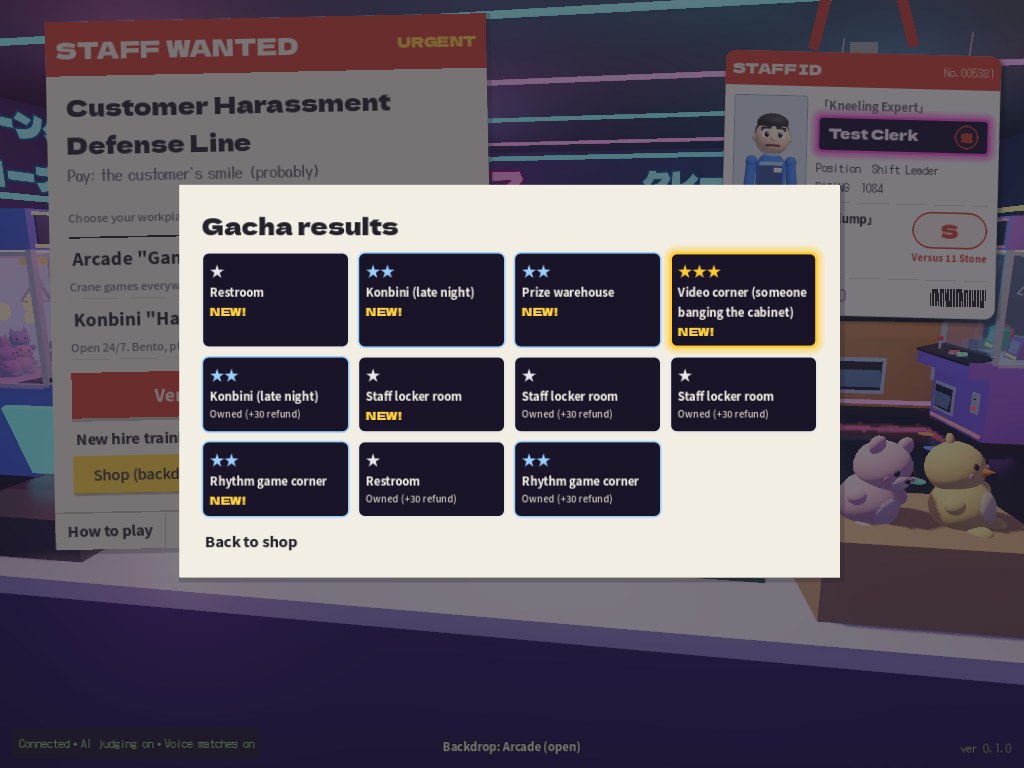 STAFF WANTED
URGENT
Customer Harassment
Defense Line
Pay: the customer's smile (probably)
Choose your workpla
Arcade "Gan
Crane games everyw
Konbini "Ha
Open 24/7. Bento, pl
Ver
New hire traini
Shop (backd
How to play
STAFF ID
No. 005381
「Kneeling Expert」
Test Clerk
Position Shift Leader
1084
ump」
S
Versus 11 Stone
Gacha results
★
Restroom
NEW!
★★
Konbini (late night)
NEW!
★★
Prize warehouse
NEW!
★★★
Video corner (someone
banging the cabinet)
NEW!
★★
Konbini (late night)
Owned (+30 refund)
★
Staff locker room
NEW!
★
Staff locker room
Owned (+30 refund)
★
Staff locker room
Owned (+30 refund)
★★
Rhythm game corner
NEW!
★
Restroom
Owned (+30 refund)
★★
Rhythm game corner
Owned (+30 refund)
Back to shop
Connected • AI judging on • Voice matches on
Backdrop: Arcade (open)
ver 0.1.0